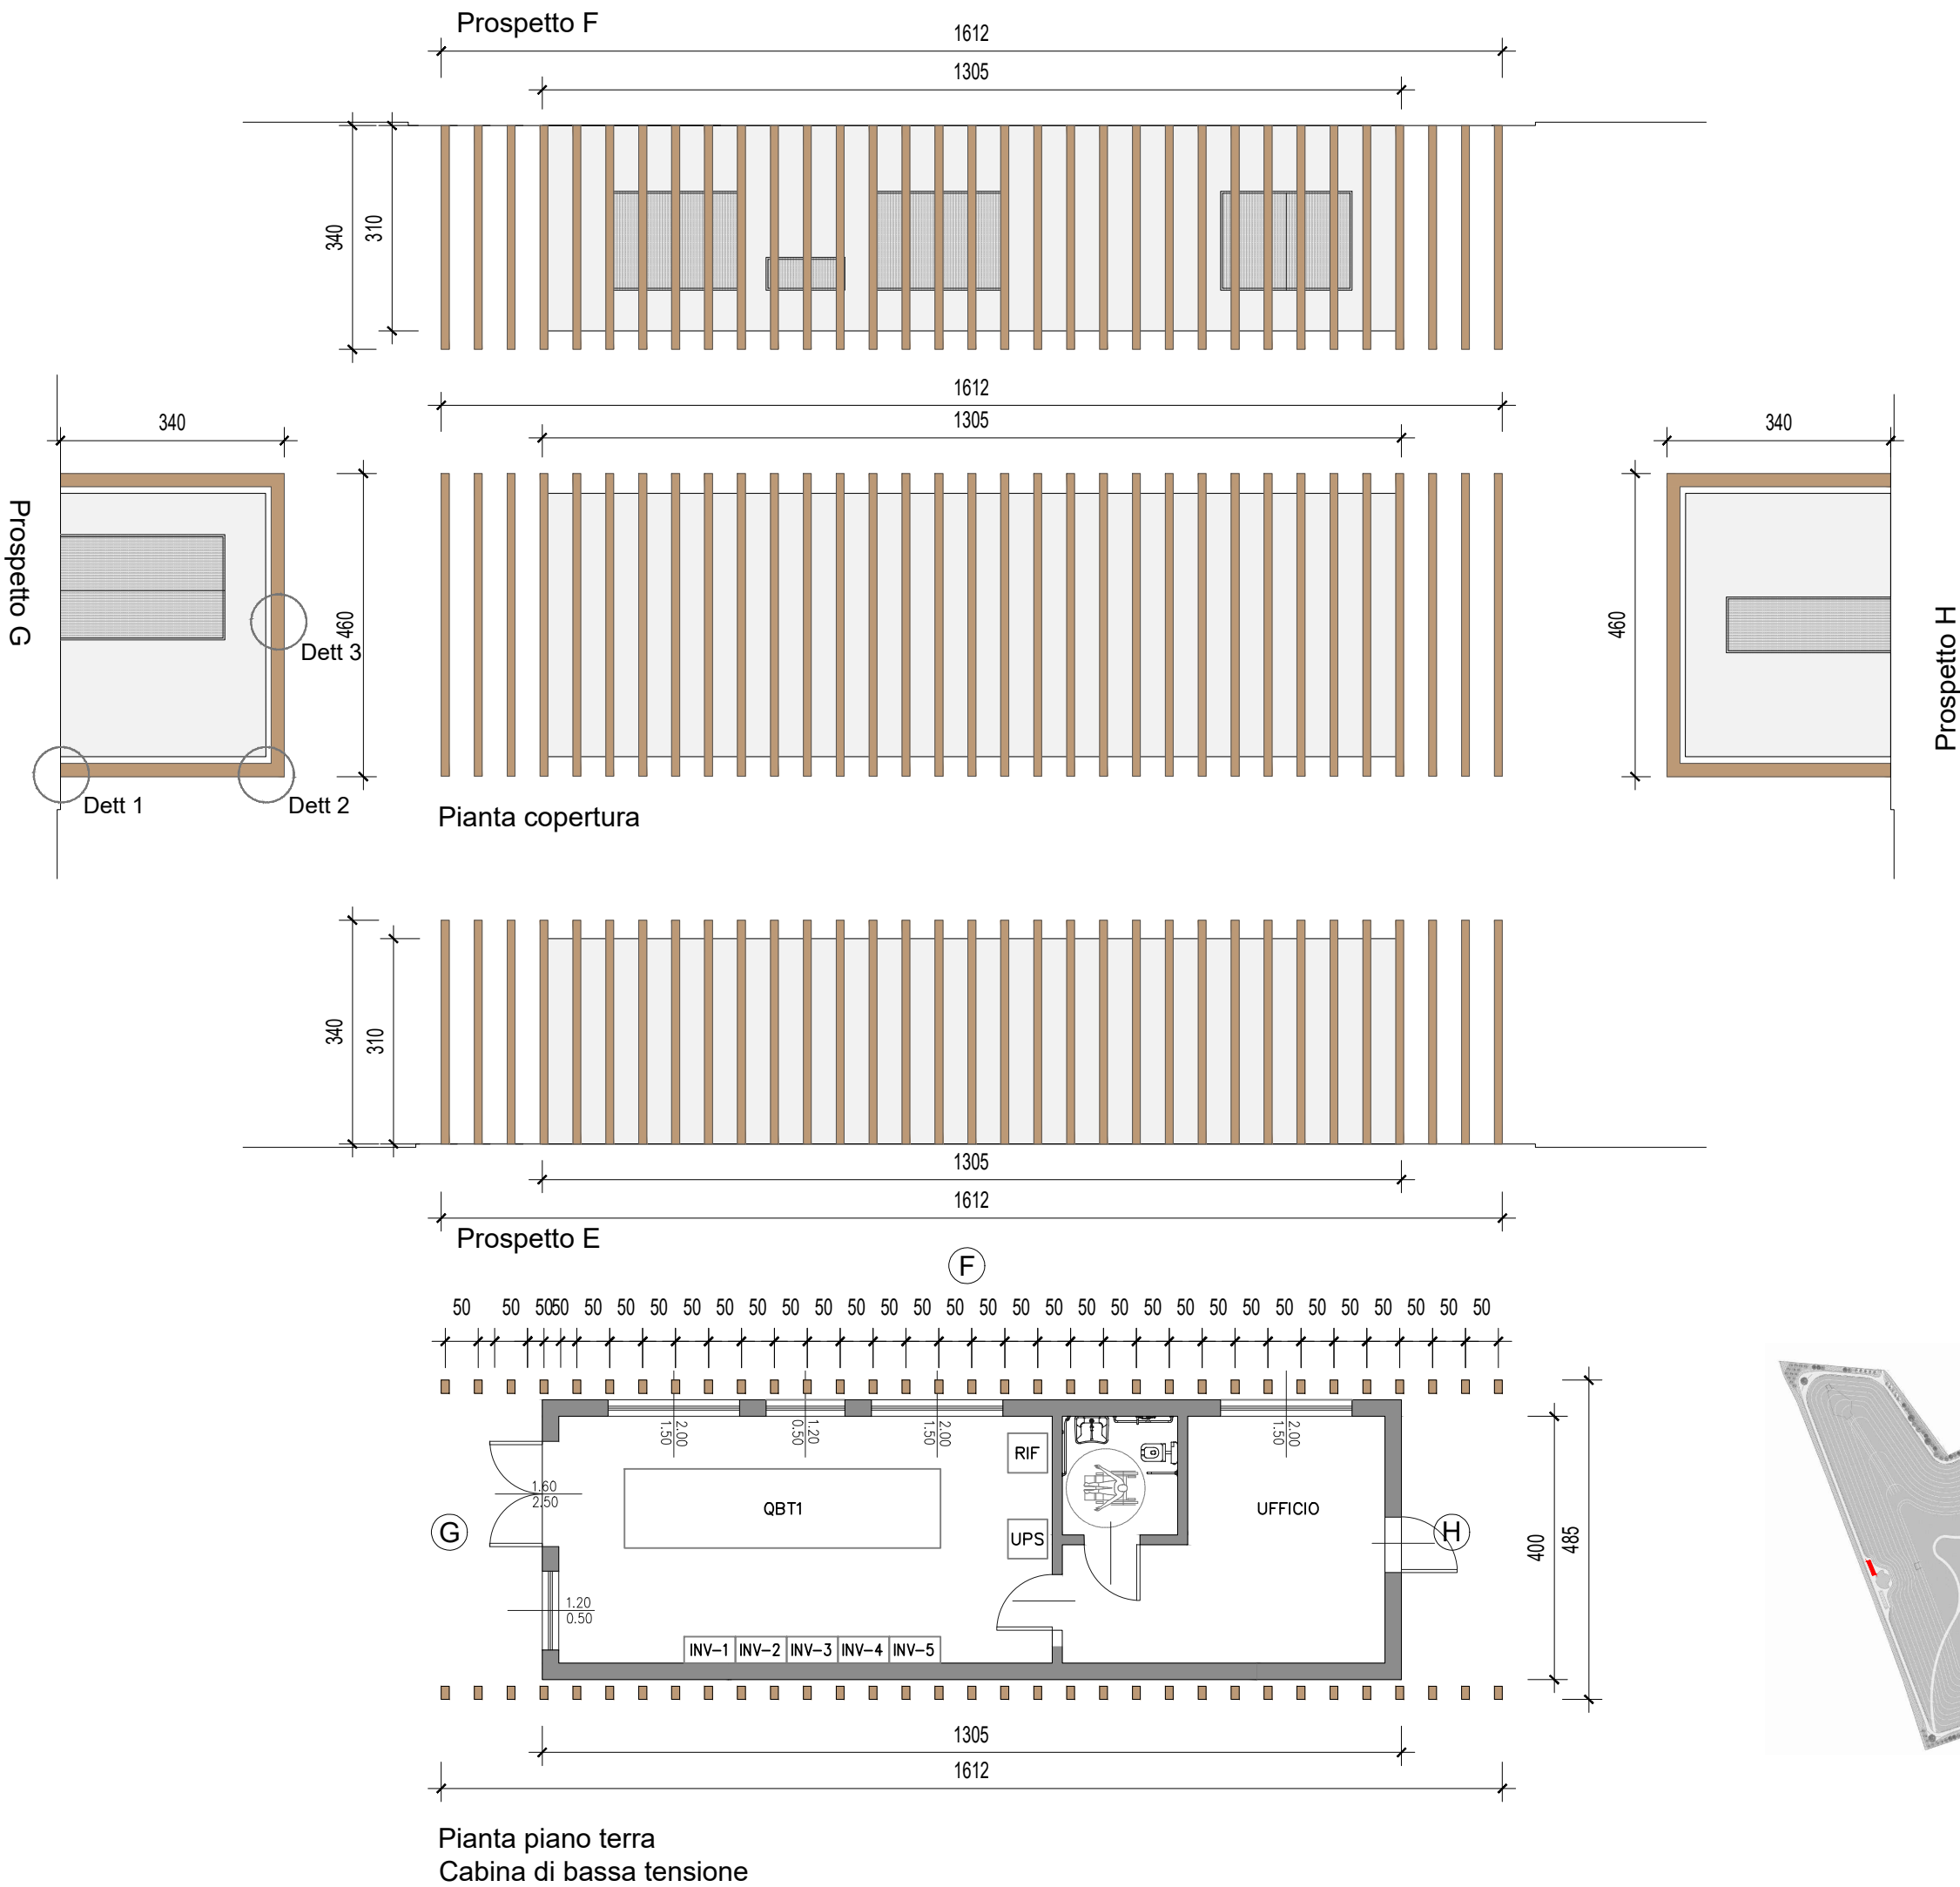 Prospetto F
1612
1305
340
310
1612
1305
340
Prospetto G
460
Dett 3
Dett 1
Dett 2
Pianta copertura
340
460
Prospetto H
340
310
1305
1612
Prospetto E
F
50 50 50 50 50 50 50 50 50 50 50 50 50 50 50 50 50 50 50 50 50 50 50 50 50 50 50 50 50 50 50 50 50
2.00
1.50
1.20
0.50
2.00
1.50
2.00
1.50
RIF
1.60
2.50
QBT1
UFFICIO
G
UPS
H
400
485
1.20
0.50
INV-1 INV-2 INV-3 INV-4 INV-5
1305
1612
Pianta piano terra
Cabina di bassa tensione